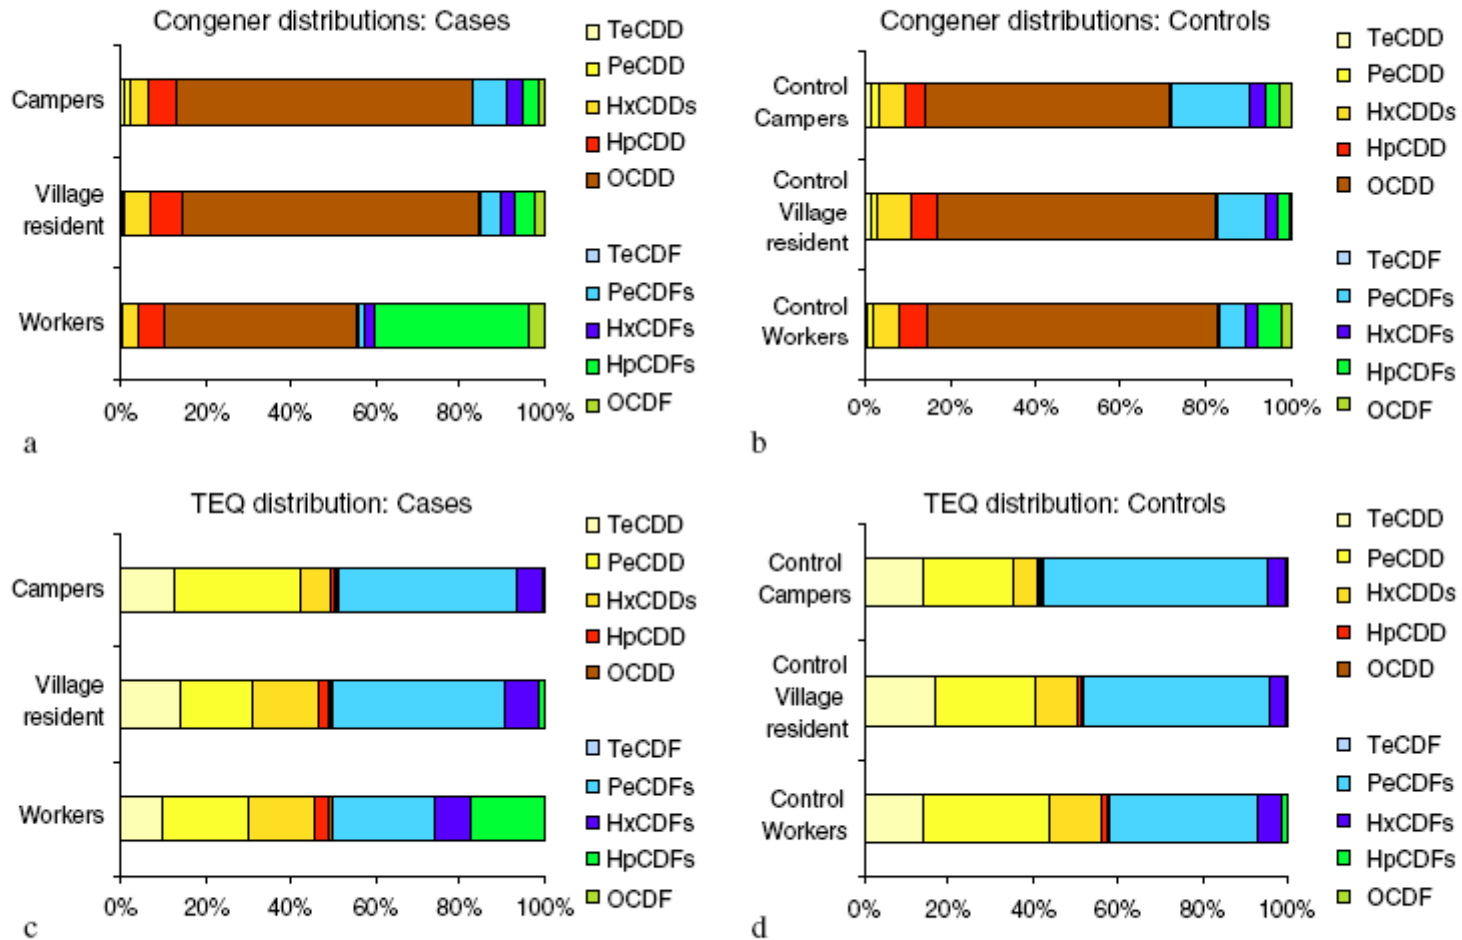 Congener distributions: Cases
Campers
Village
resident
Workers
0% 20% 40% 60% 80% 100%
TeCDD
PeCDD
HxCDDs
HpCDD
OCDD
TeCDF
PeCDFs
HxCDFs
HpCDFs
OCDF
a
Congener distributions: Controls
Control
Campers
Control
Village
resident
Control
Workers
0% 20% 40% 60% 80% 100%
TeCDD
PeCDD
HxCDDs
HpCDD
OCDD
TeCDF
PeCDFs
HxCDFs
HpCDFs
OCDF
b
TEQ distribution: Cases
Campers
Village
resident
Workers
0% 20% 40% 60% 80% 100%
TeCDD
PeCDD
HxCDDs
HpCDD
OCDD
TeCDF
PeCDFs
HxCDFs
HpCDFs
OCDF
c
TEQ distribution: Controls
Control
Campers
Control
Village
resident
Control
Workers
0% 20% 40% 60% 80% 100%
TeCDD
PeCDD
HxCDDs
HpCDD
OCDD
TeCDF
PeCDFs
HxCDFs
HpCDFs
OCDF
d